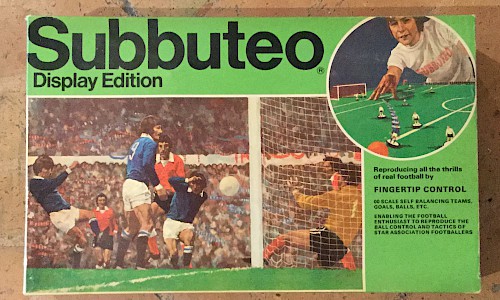 Subbuteo®
Display Edition
Reproducing all the thrills
of real football by
FINGERTIP CONTROL
00 SCALE SELF BALANCING TEAMS,
GOALS, BALLS, ETC.
ENABLING THE FOOTBALL
ENTHUSIAST TO REPRODUCE THE
BALL CONTROL AND TACTICS OF
STAR ASSOCIATION FOOTBALLERS
9